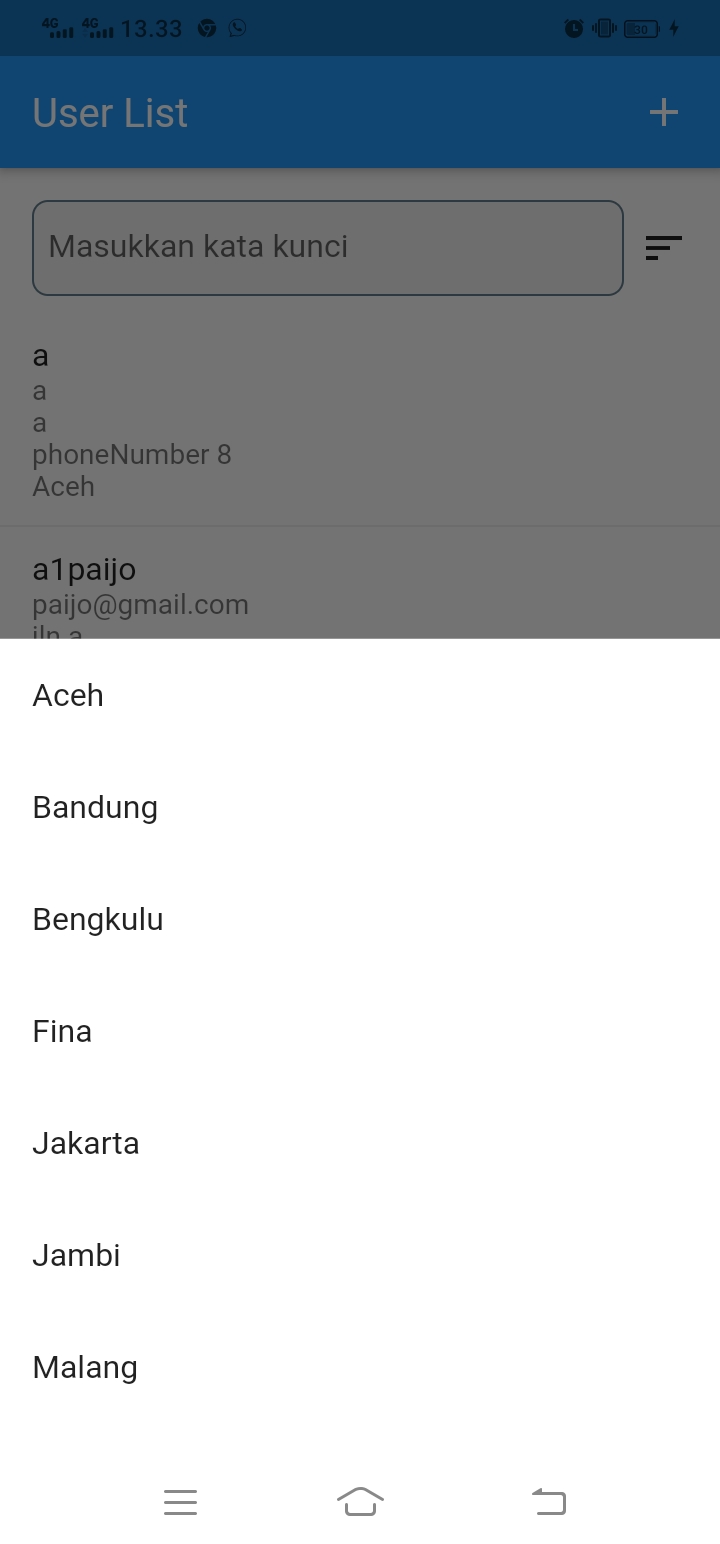 4G 4G 13.33 30
User List
Masukkan kata kunci
a
a
a
phoneNumber 8
Aceh
a1paijo
paijo@gmail.com
jln a
Aceh
Bandung
Bengkulu
Fina
Jakarta
Jambi
Malang